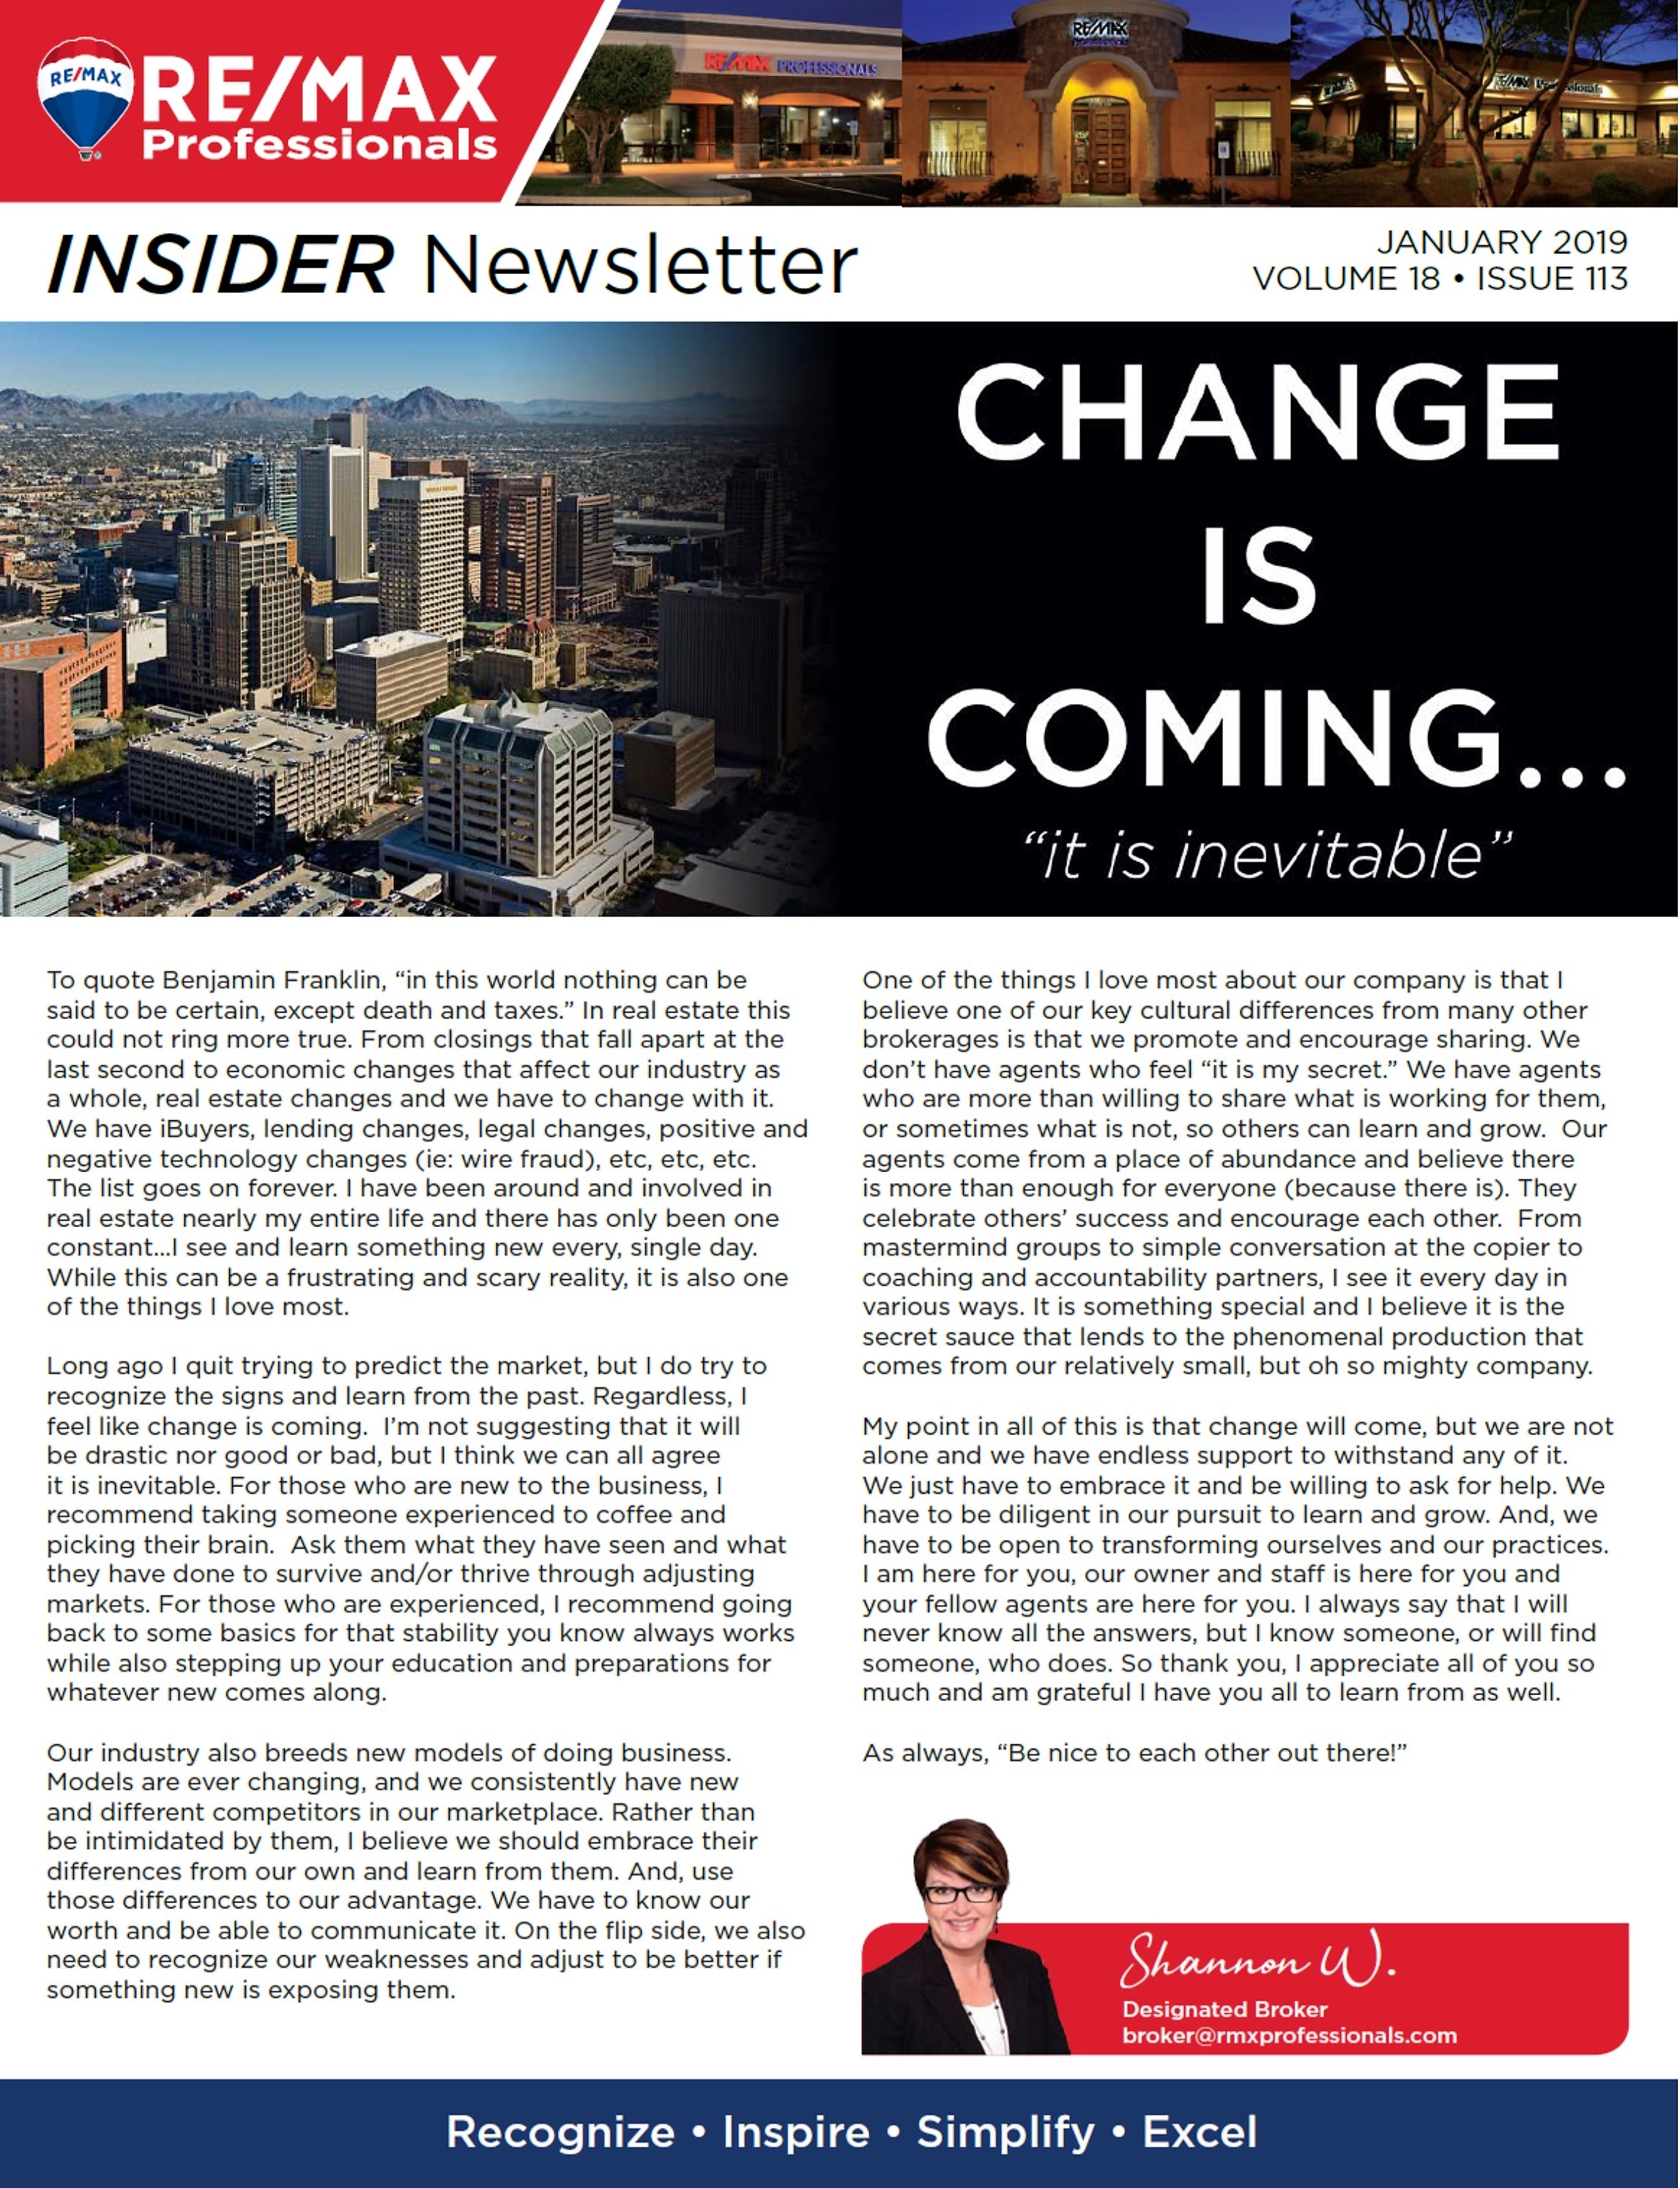 RE/MAX
RE/MAX
Professionals
RE/MAX PROFESSIONALS
RE/MAX
RE/MAX Professionals
INSIDER Newsletter
JANUARY 2019
VOLUME 18 • ISSUE 113
CHANGE
IS
COMING...
“it is inevitable”
To quote Benjamin Franklin, “in this world nothing can be
said to be certain, except death and taxes.” In real estate this
could not ring more true. From closings that fall apart at the
last second to economic changes that affect our industry as
a whole, real estate changes and we have to change with it.
We have iBuyers, lending changes, legal changes, positive and
negative technology changes (ie: wire fraud), etc, etc, etc.
The list goes on forever. I have been around and involved in
real estate nearly my entire life and there has only been one
constant...I see and learn something new every, single day.
While this can be a frustrating and scary reality, it is also one
of the things I love most.
Long ago I quit trying to predict the market, but I do try to
recognize the signs and learn from the past. Regardless, I
feel like change is coming.  I’m not suggesting that it will
be drastic nor good or bad, but I think we can all agree
it is inevitable. For those who are new to the business, I
recommend taking someone experienced to coffee and
picking their brain.  Ask them what they have seen and what
they have done to survive and/or thrive through adjusting
markets. For those who are experienced, I recommend going
back to some basics for that stability you know always works
while also stepping up your education and preparations for
whatever new comes along.
Our industry also breeds new models of doing business.
Models are ever changing, and we consistently have new
and different competitors in our marketplace. Rather than
be intimidated by them, I believe we should embrace their
differences from our own and learn from them. And, use
those differences to our advantage. We have to know our
worth and be able to communicate it. On the flip side, we also
need to recognize our weaknesses and adjust to be better if
something new is exposing them.
One of the things I love most about our company is that I
believe one of our key cultural differences from many other
brokerages is that we promote and encourage sharing. We
don’t have agents who feel “it is my secret.” We have agents
who are more than willing to share what is working for them,
or sometimes what is not, so others can learn and grow.  Our
agents come from a place of abundance and believe there
is more than enough for everyone (because there is). They
celebrate others’ success and encourage each other.  From
mastermind groups to simple conversation at the copier to
coaching and accountability partners, I see it every day in
various ways. It is something special and I believe it is the
secret sauce that lends to the phenomenal production that
comes from our relatively small, but oh so mighty company.
My point in all of this is that change will come, but we are not
alone and we have endless support to withstand any of it.
We just have to embrace it and be willing to ask for help. We
have to be diligent in our pursuit to learn and grow. And, we
have to be open to transforming ourselves and our practices.
I am here for you, our owner and staff is here for you and
your fellow agents are here for you. I always say that I will
never know all the answers, but I know someone, or will find
someone, who does. So thank you, I appreciate all of you so
much and am grateful I have you all to learn from as well.
As always, “Be nice to each other out there!”
Shannon W.
Designated Broker
broker@rmxprofessionals.com
Recognize • Inspire • Simplify • Excel